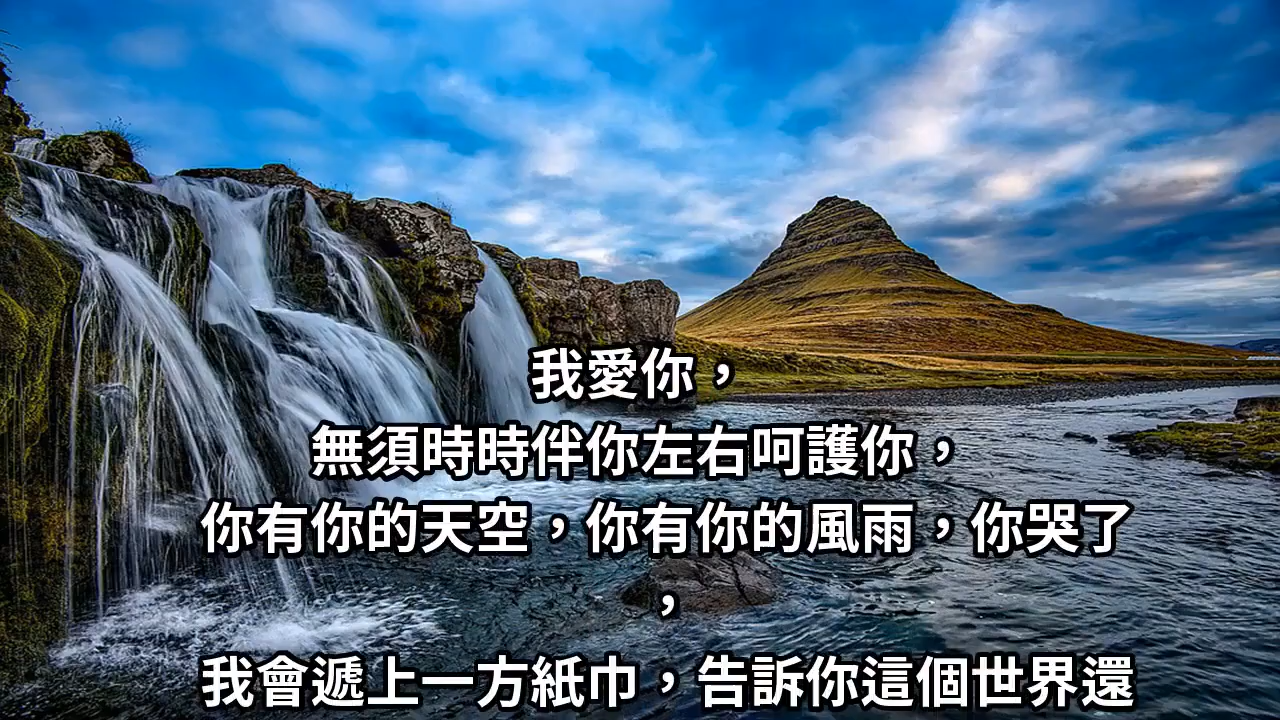 我愛你，
無須時時伴你左右呵護你，
你有你的天空，你有你的風雨，你哭了
，
我會遞上一方紙巾，告訴你這個世界還